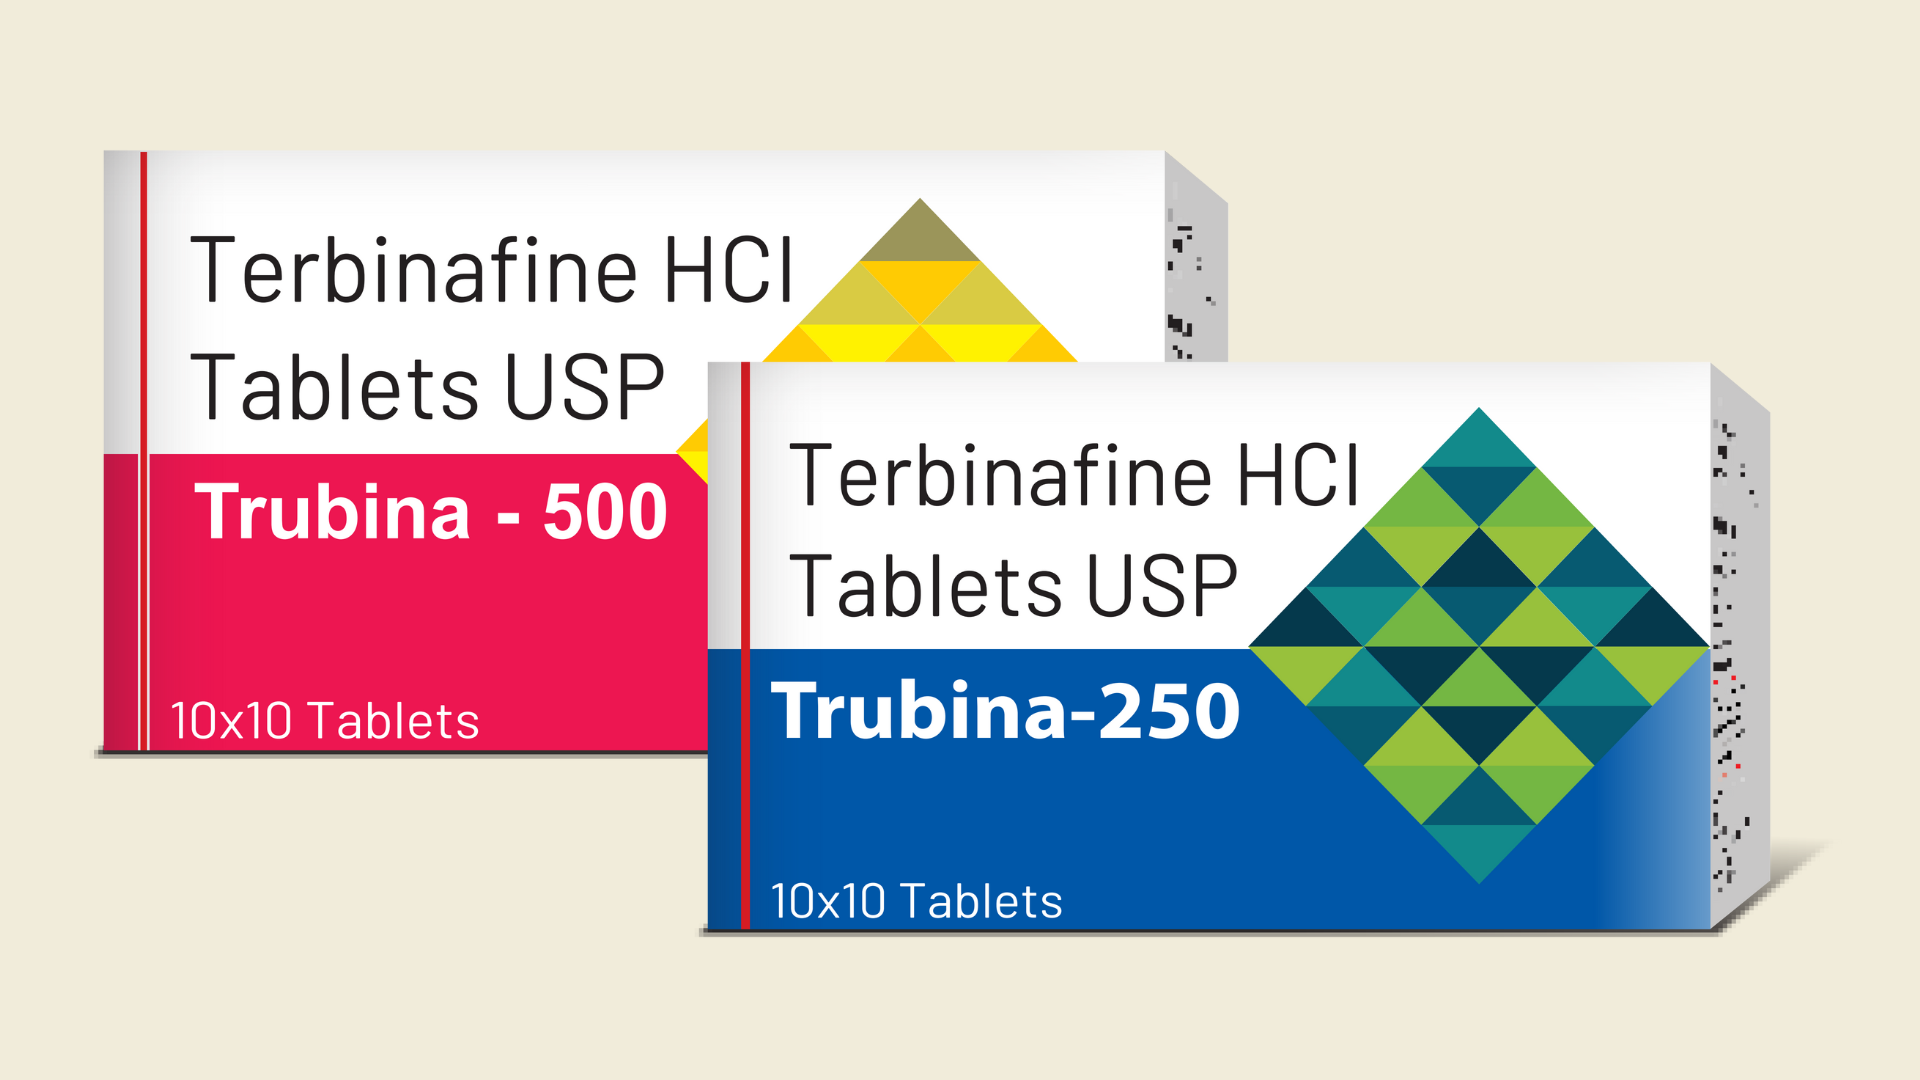 Terbinafine HCl
Tablets USP
Trubina - 500
10x10 Tablets
Terbinafine HCl
Tablets USP
Trubina-250
10x10 Tablets